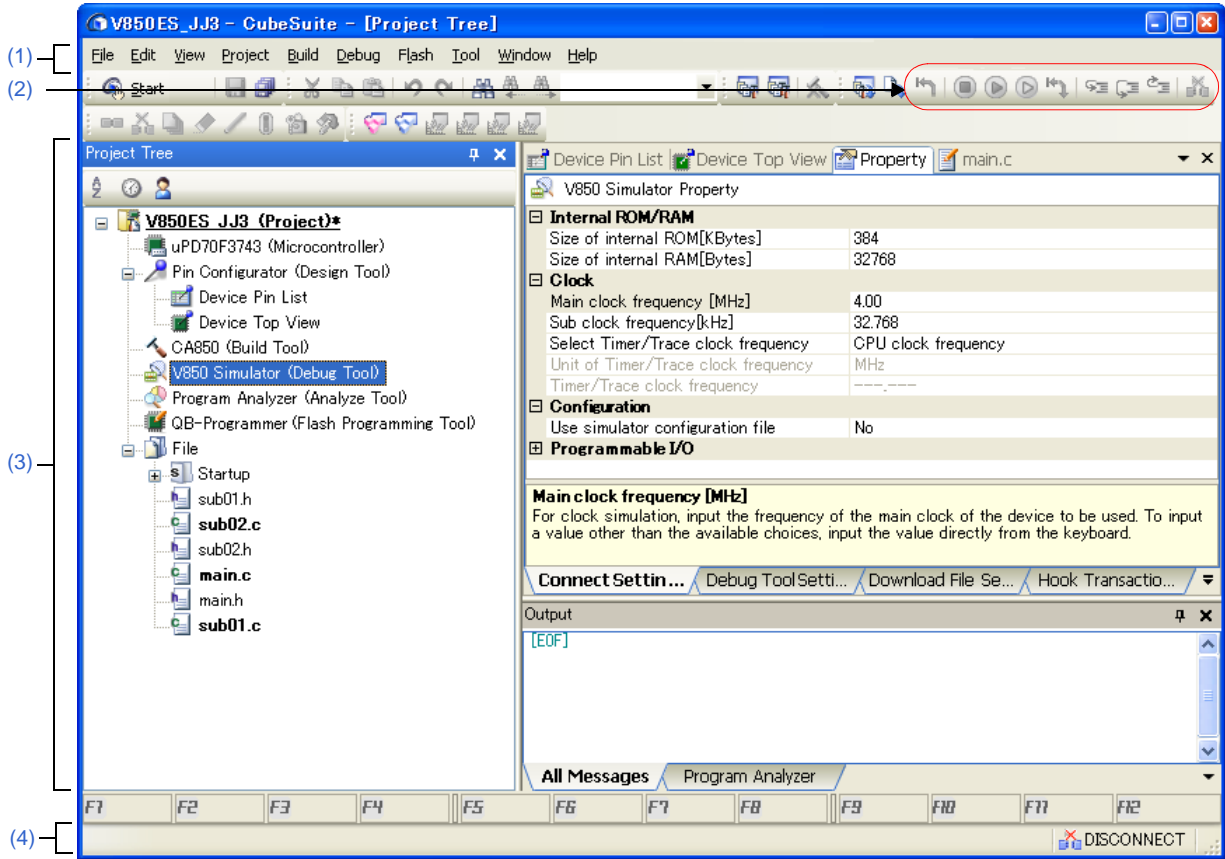 V850ES_JJ3 - CubeSuite - [Project Tree]
(1)
File Edit View Project Build Debug Flash Tool Window Help
(2)
Start
(3)
Project Tree
V850ES_JJ3 (Project)*
uPD70F3743 (Microcontroller)
Pin Configurator (Design Tool)
Device Pin List
Device Top View
CA850 (Build Tool)
V850 Simulator (Debug Tool)
Program Analyzer (Analyze Tool)
QB-Programmer (Flash Programming Tool)
File
Startup
sub01.h
sub02.c
sub02.h
main.c
main.h
sub01.c
Device Pin List Device Top View Property main.c
V850 Simulator Property
Internal ROM/RAM
Size of internal ROM[KBytes] 384
Size of internal RAM[Bytes] 32768
Clock
Main clock frequency [MHz] 4.00
Sub clock frequency[kHz] 32.768
Select Timer/Trace clock frequency CPU clock frequency
Unit of Timer/Trace clock frequency MHz
Timer/Trace clock frequency ---.---
Configuration
Use simulator configuration file No
Programmable I/O
Main clock frequency [MHz]
For clock simulation, input the frequency of the main clock of the device to be used. To input
a value other than the available choices, input the value directly from the keyboard.
Connect Settin... Debug Tool Setti... Download File Se... Hook Transactio...
Output
[EOF]
All Messages Program Analyzer
F1 F2 F3 F4 F5 F6 F7 F8 F9 F10 F11 F12
(4)
DISCONNECT